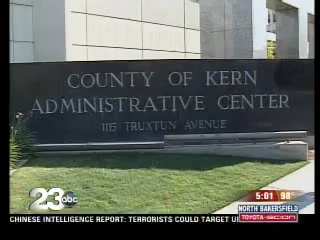 COUNTY OF KERN
ADMINISTRATIVE CENTER
1115 TRUXTUN AVENUE
23 abc
5:01 98°
NORTH BAKERSFIELD
TOYOTA SCION
CHINESE INTELLIGENCE REPORT: TERRORISTS COULD TARGET